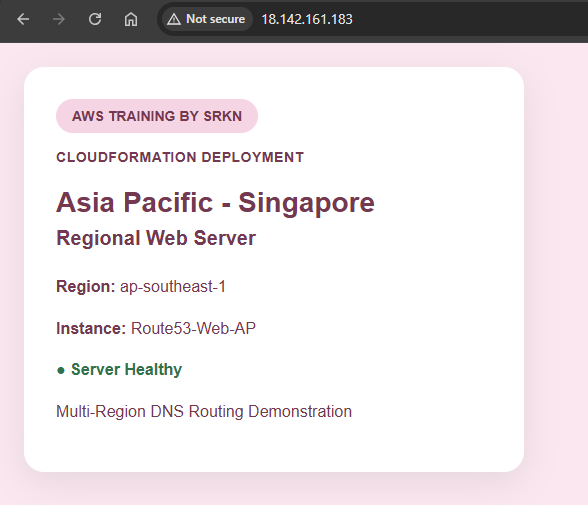 Not secure 18.142.161.183
AWS TRAINING BY SRKN
CLOUDFORMATION DEPLOYMENT
Asia Pacific - Singapore
Regional Web Server
Region: ap-southeast-1
Instance: Route53-Web-AP
● Server Healthy
Multi-Region DNS Routing Demonstration